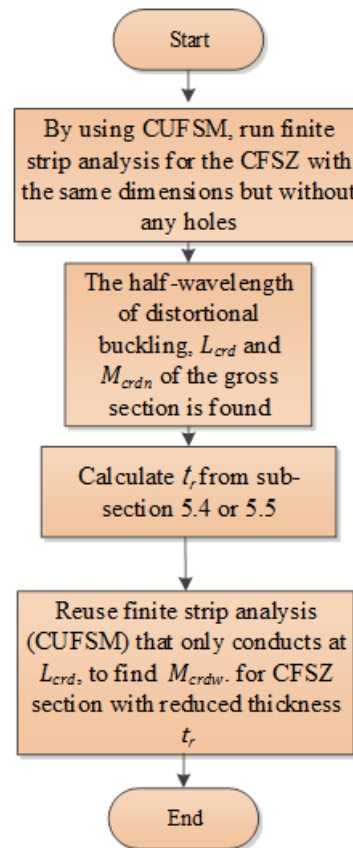 Start
By using CUFSM, run finite
strip analysis for the CFSZ with
the same dimensions but without
any holes
The half-wavelength
of distortional
buckling, Lcrd and
Mcrdn of the gross
section is found
Calculate tr from sub-
section 5.4 or 5.5
Reuse finite strip analysis
(CUFSM) that only conducts at
Lcrd, to find Mcrdw. for CFSZ
section with reduced thickness
tr
End